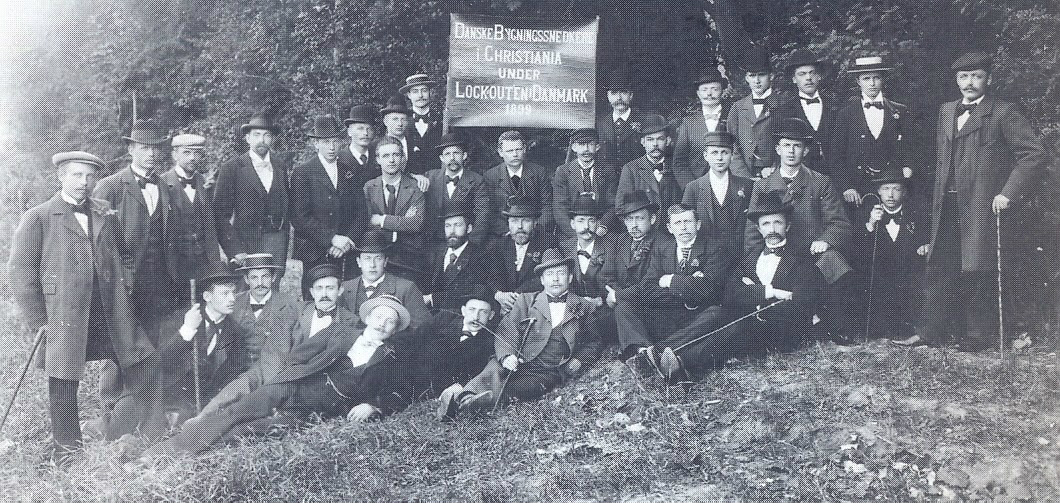 DANSKE BYGNINGSSNEDKERE
I CHRISTIANIA
UNDER
LOCKOUTEN I DANMARK
1899